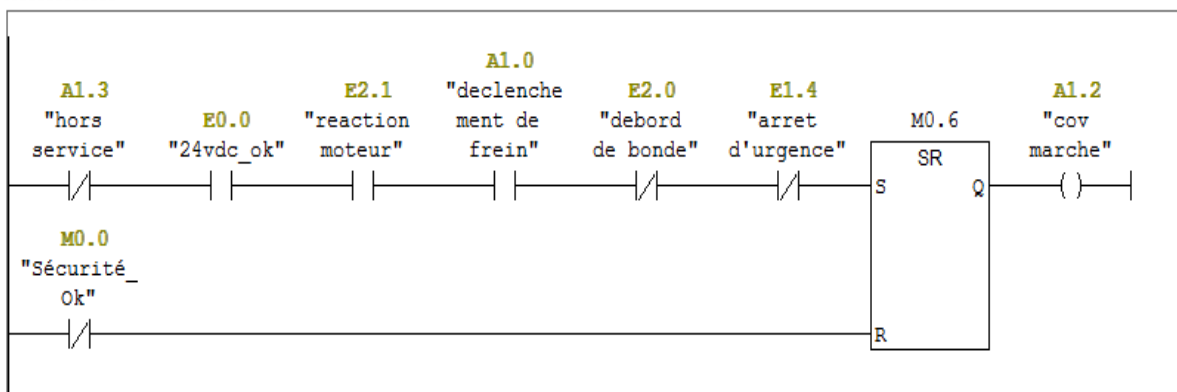 A1.3
"hors
service"
E0.0
"24vdc_ok"
E2.1
"reaction
moteur"
A1.0
"declenche
ment de
frein"
E2.0
"debord
de bonde"
E1.4
"arret
d'urgence"
M0.6
SR
S
Q
R
A1.2
"cov
marche"
M0.0
"Sécurité_
Ok"